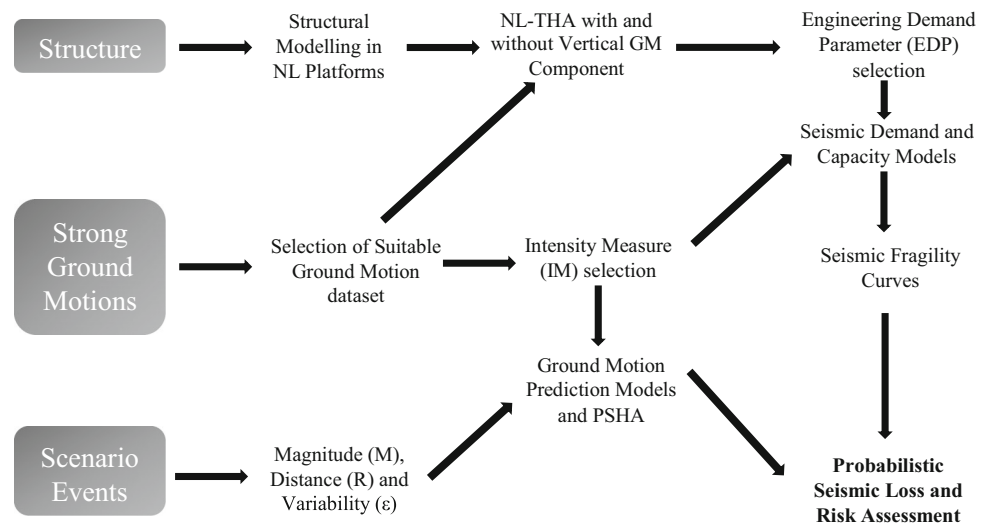 Structure
Structural
Modelling in
NL Platforms
NL-THA with and
without Vertical GM
Component
Engineering Demand
Parameter (EDP)
selection
Seismic Demand and
Capacity Models
Strong
Ground
Motions
Selection of Suitable
Ground Motion
dataset
Intensity Measure
(IM) selection
Seismic Fragility
Curves
Ground Motion
Prediction Models
and PSHA
Scenario
Events
Magnitude (M),
Distance (R) and
Variability (ε)
Probabilistic
Seismic Loss and
Risk Assessment